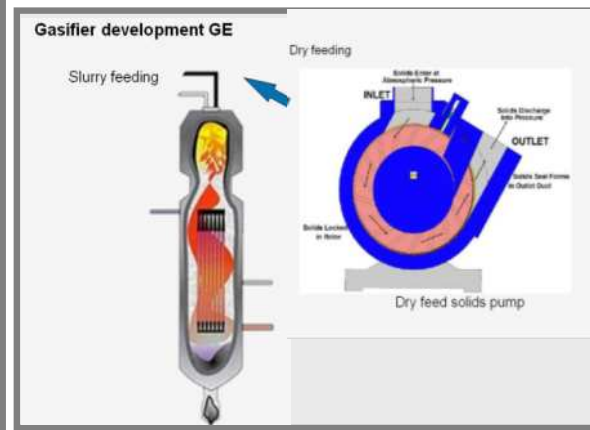 Gasifier development GE
Slurry feeding
Dry feeding
Solids Enter at
Atmospheric Pressure
INLET
Solids Discharge
Into Pressure
OUTLET
Solids Seal Forms
in Outlet Duct
Solids Locked
in Rotor
Dry feed solids pump